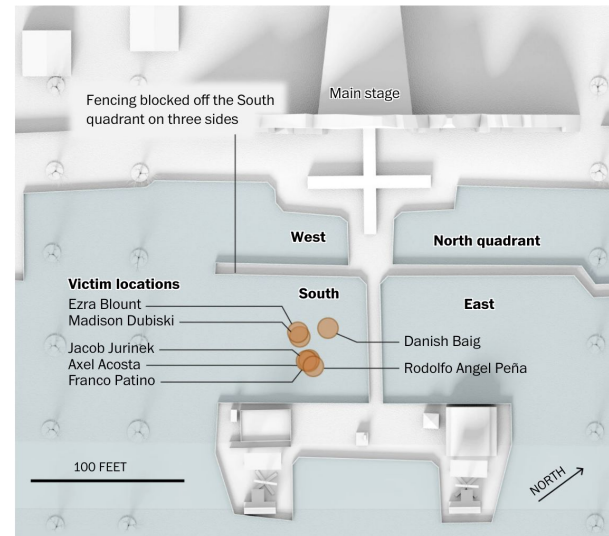 Main stage
Fencing blocked off the South
quadrant on three sides
West
North quadrant
Victim locations
South
East
Ezra Blount
Madison Dubiski
Danish Baig
Jacob Jurinek
Axel Acosta
Rodolfo Angel Peña
Franco Patino
100 FEET
NORTH